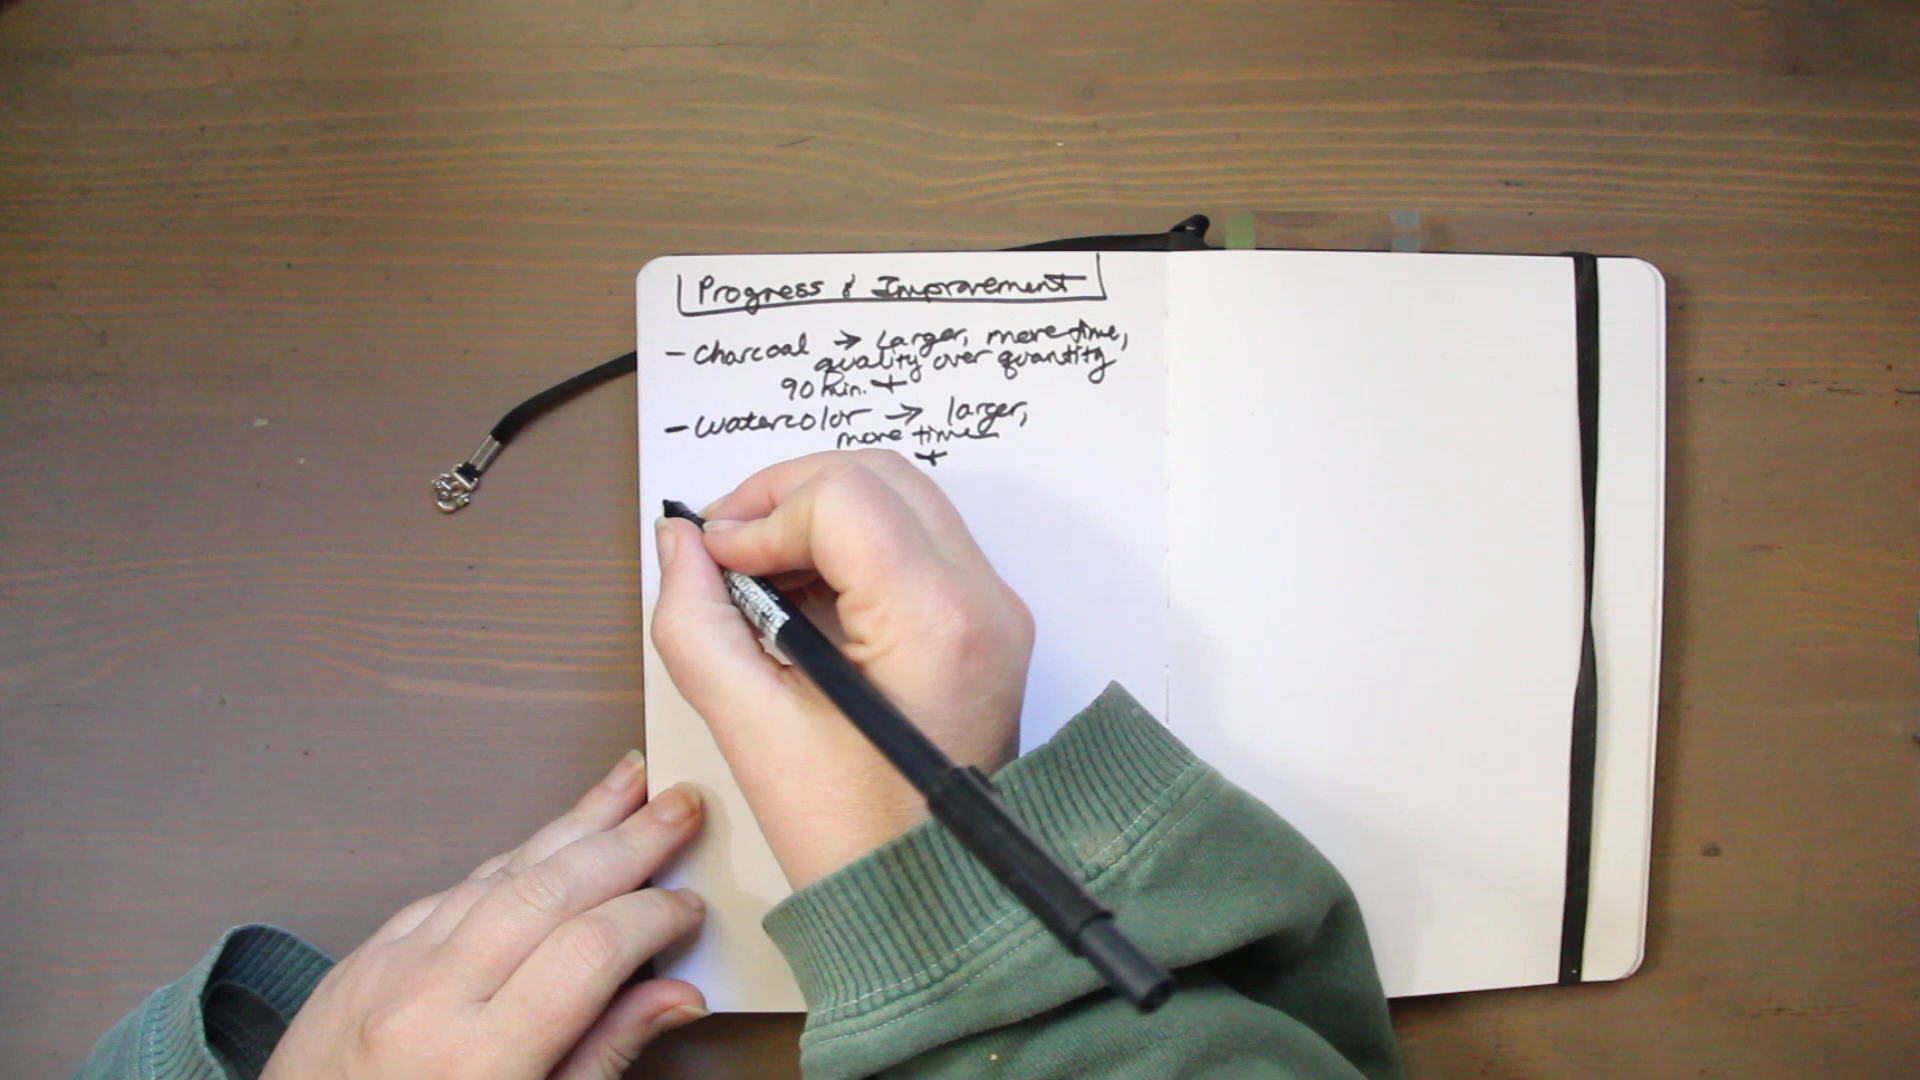 Progress & Improvement
- Charcoal → Larger, more time,
quality over quantity
90 min. +
- Watercolor → larger,
more time
+